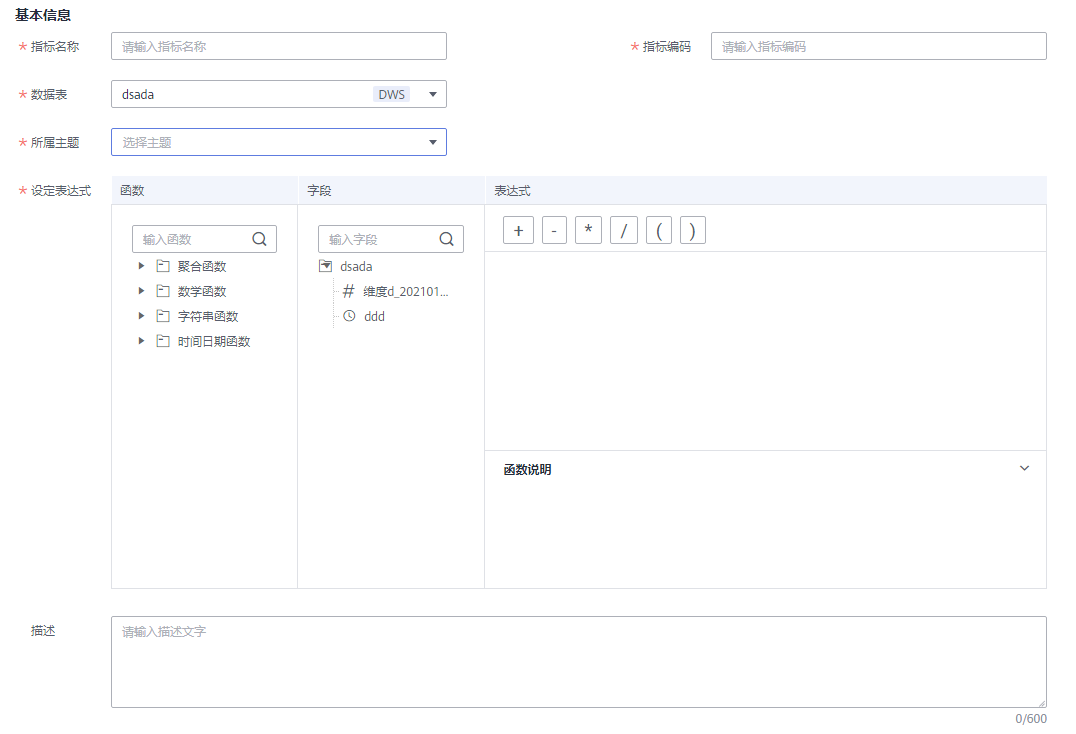 基本信息
* 指标名称 请输入指标名称 * 指标编码 请输入指标编码
* 数据表 dsada DWS
* 所属主题 选择主题
* 设定表达式 函数 字段 表达式
+ - * / ( )
输入函数 输入字段
聚合函数 dsada
数学函数 # 维度d_202101...
字符串函数 ddd
时间日期函数
函数说明
描述 请输入描述文字
0/600